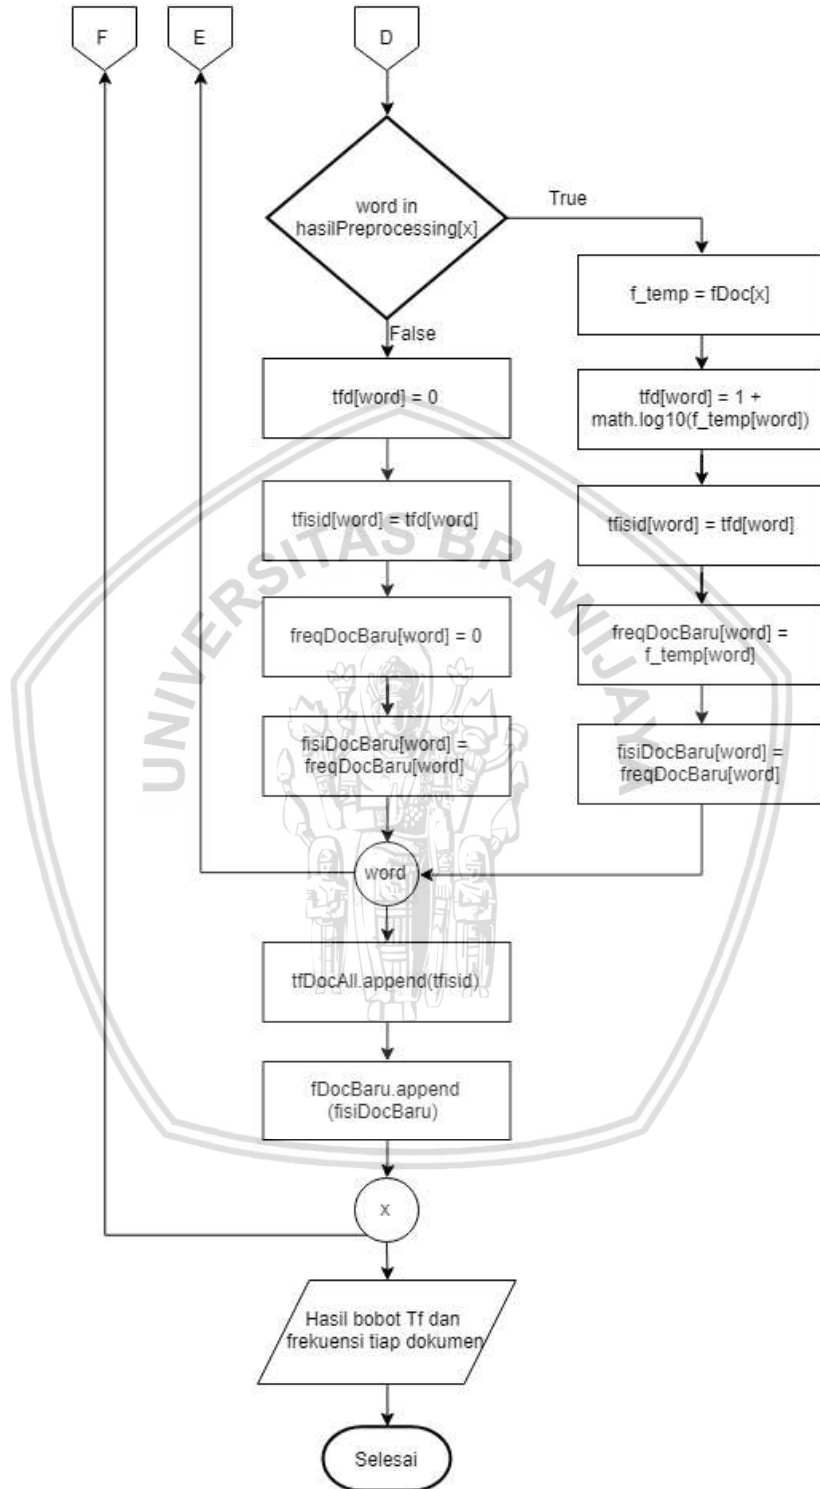 F
E
D
word in
hasilPreprocessing[x]
True
False
f_temp = fDoc[x]
tfd[word] = 1 +
math.log10(f_temp[word])
tfisid[word] = tfd[word]
freqDocBaru[word] =
f_temp[word]
fisiDocBaru[word] =
freqDocBaru[word]
tfd[word] = 0
tfisid[word] = tfd[word]
freqDocBaru[word] = 0
fisiDocBaru[word] =
freqDocBaru[word]
word
tfDocAll.append(tfisid)
fDocBaru.append
(fisiDocBaru)
x
Hasil bobot Tf dan
frekuensi tiap dokumen
Selesai
UNIVERSITAS BRAWIJAYA